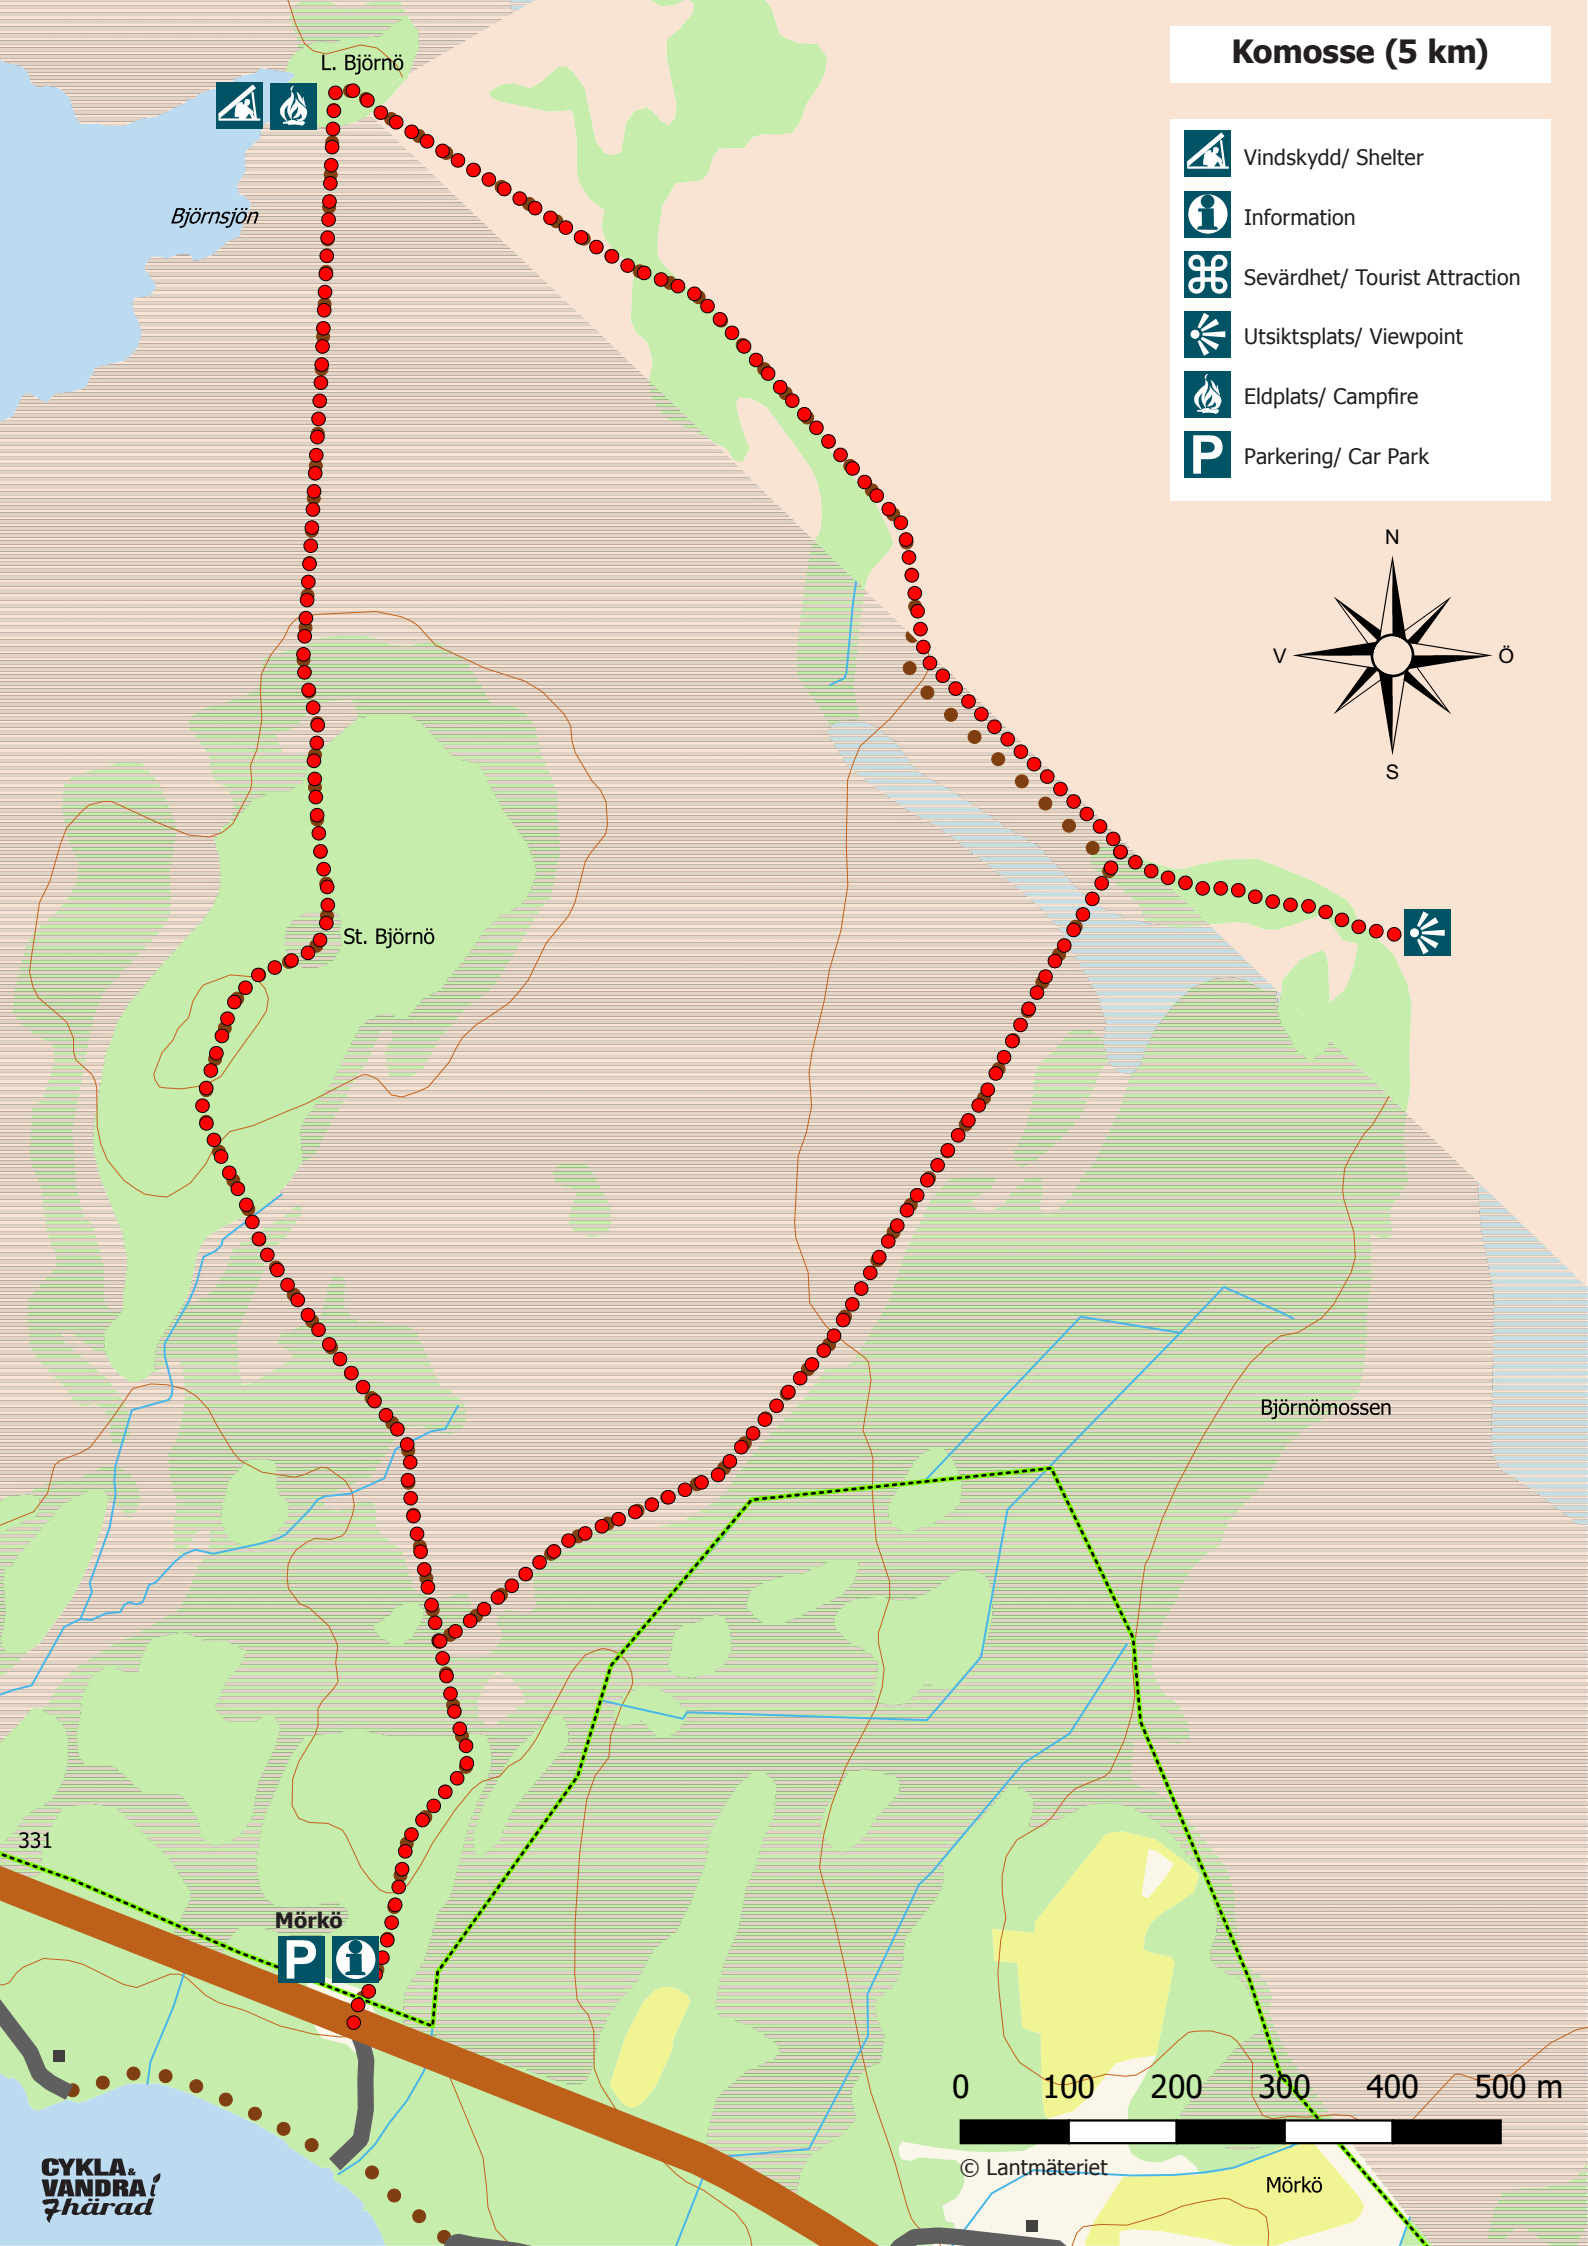 Komosse (5 km)
L. Björnö
Vindskydd/ Shelter
Information
Björnsjön
Sevärdhet/ Tourist Attraction
Utsiktsplats/ Viewpoint
Eldplats/ Campfire
P Parkering/ Car Park
N
V
Ö
S
St. Björnö
Björnömossen
331
Mörkö
P
0 100 200 300 400 500 m
© Lantmäteriet
Mörkö
CYKLA &
VANDRA i
7härad